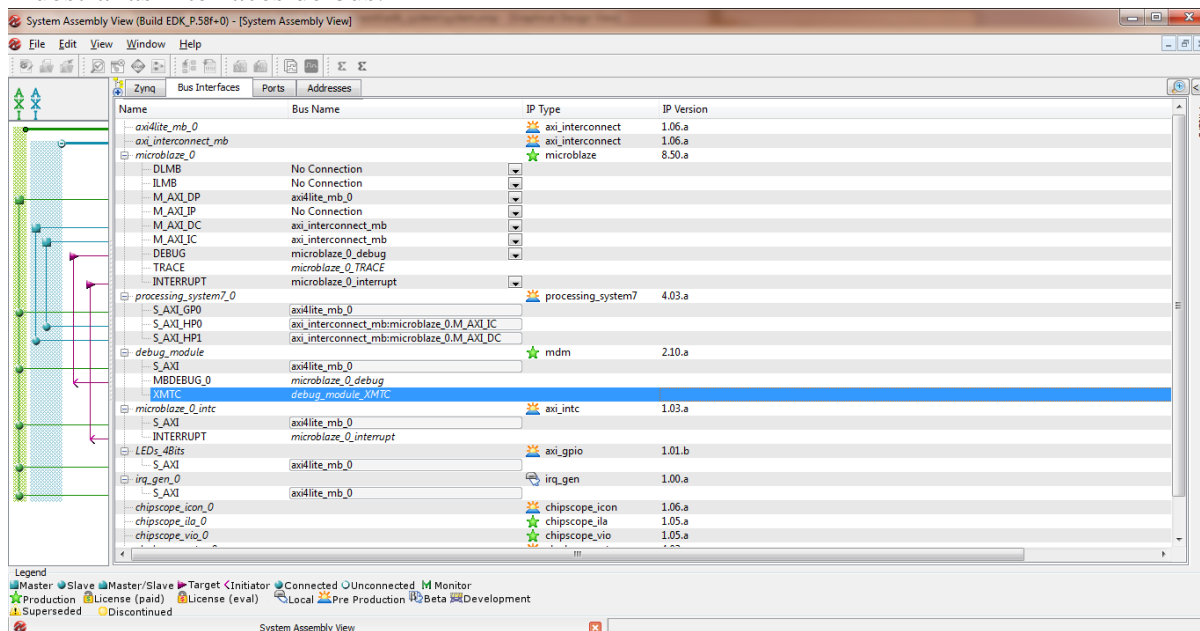 System Assembly View (Build EDK_P.58f+0) - [System Assembly View]
File Edit View Window Help
Zynq Bus Interfaces Ports Addresses
Name Bus Name IP Type IP Version
axi4lite_mb_0 axi_interconnect 1.06.a
axi_interconnect_mb axi_interconnect 1.06.a
microblaze_0 microblaze 8.50.a
DLMB No Connection
ILMB No Connection
M_AXI_DP axi4lite_mb_0
M_AXI_IP No Connection
M_AXI_DC axi_interconnect_mb
M_AXI_IC axi_interconnect_mb
DEBUG microblaze_0_debug
TRACE microblaze_0_TRACE
INTERRUPT microblaze_0_interrupt
processing_system7_0 processing_system7 4.03.a
S_AXI_GP0 axi4lite_mb_0
S_AXI_HP0 axi_interconnect_mb:microblaze_0.M_AXI_IC
S_AXI_HP1 axi_interconnect_mb:microblaze_0.M_AXI_DC
debug_module mdm 2.10.a
S_AXI axi4lite_mb_0
MBDEBUG_0 microblaze_0_debug
XMTC debug_module_XMTC
microblaze_0_intc axi_intc 1.03.a
S_AXI axi4lite_mb_0
INTERRUPT microblaze_0_interrupt
LEDs_4Bits axi_gpio 1.01.b
S_AXI axi4lite_mb_0
irq_gen_0 irq_gen 1.00.a
S_AXI axi4lite_mb_0
chipscope_icon_0 chipscope_icon 1.06.a
chipscope_ila_0 chipscope_ila 1.05.a
chipscope_vio_0 chipscope_vio 1.05.a
AXI AXI
Legend
Master Slave Master/Slave Target Initiator Connected Unconnected M Monitor
Production License (paid) License (eval) Local Pre Production Beta Development
Superseded Discontinued
System Assembly View